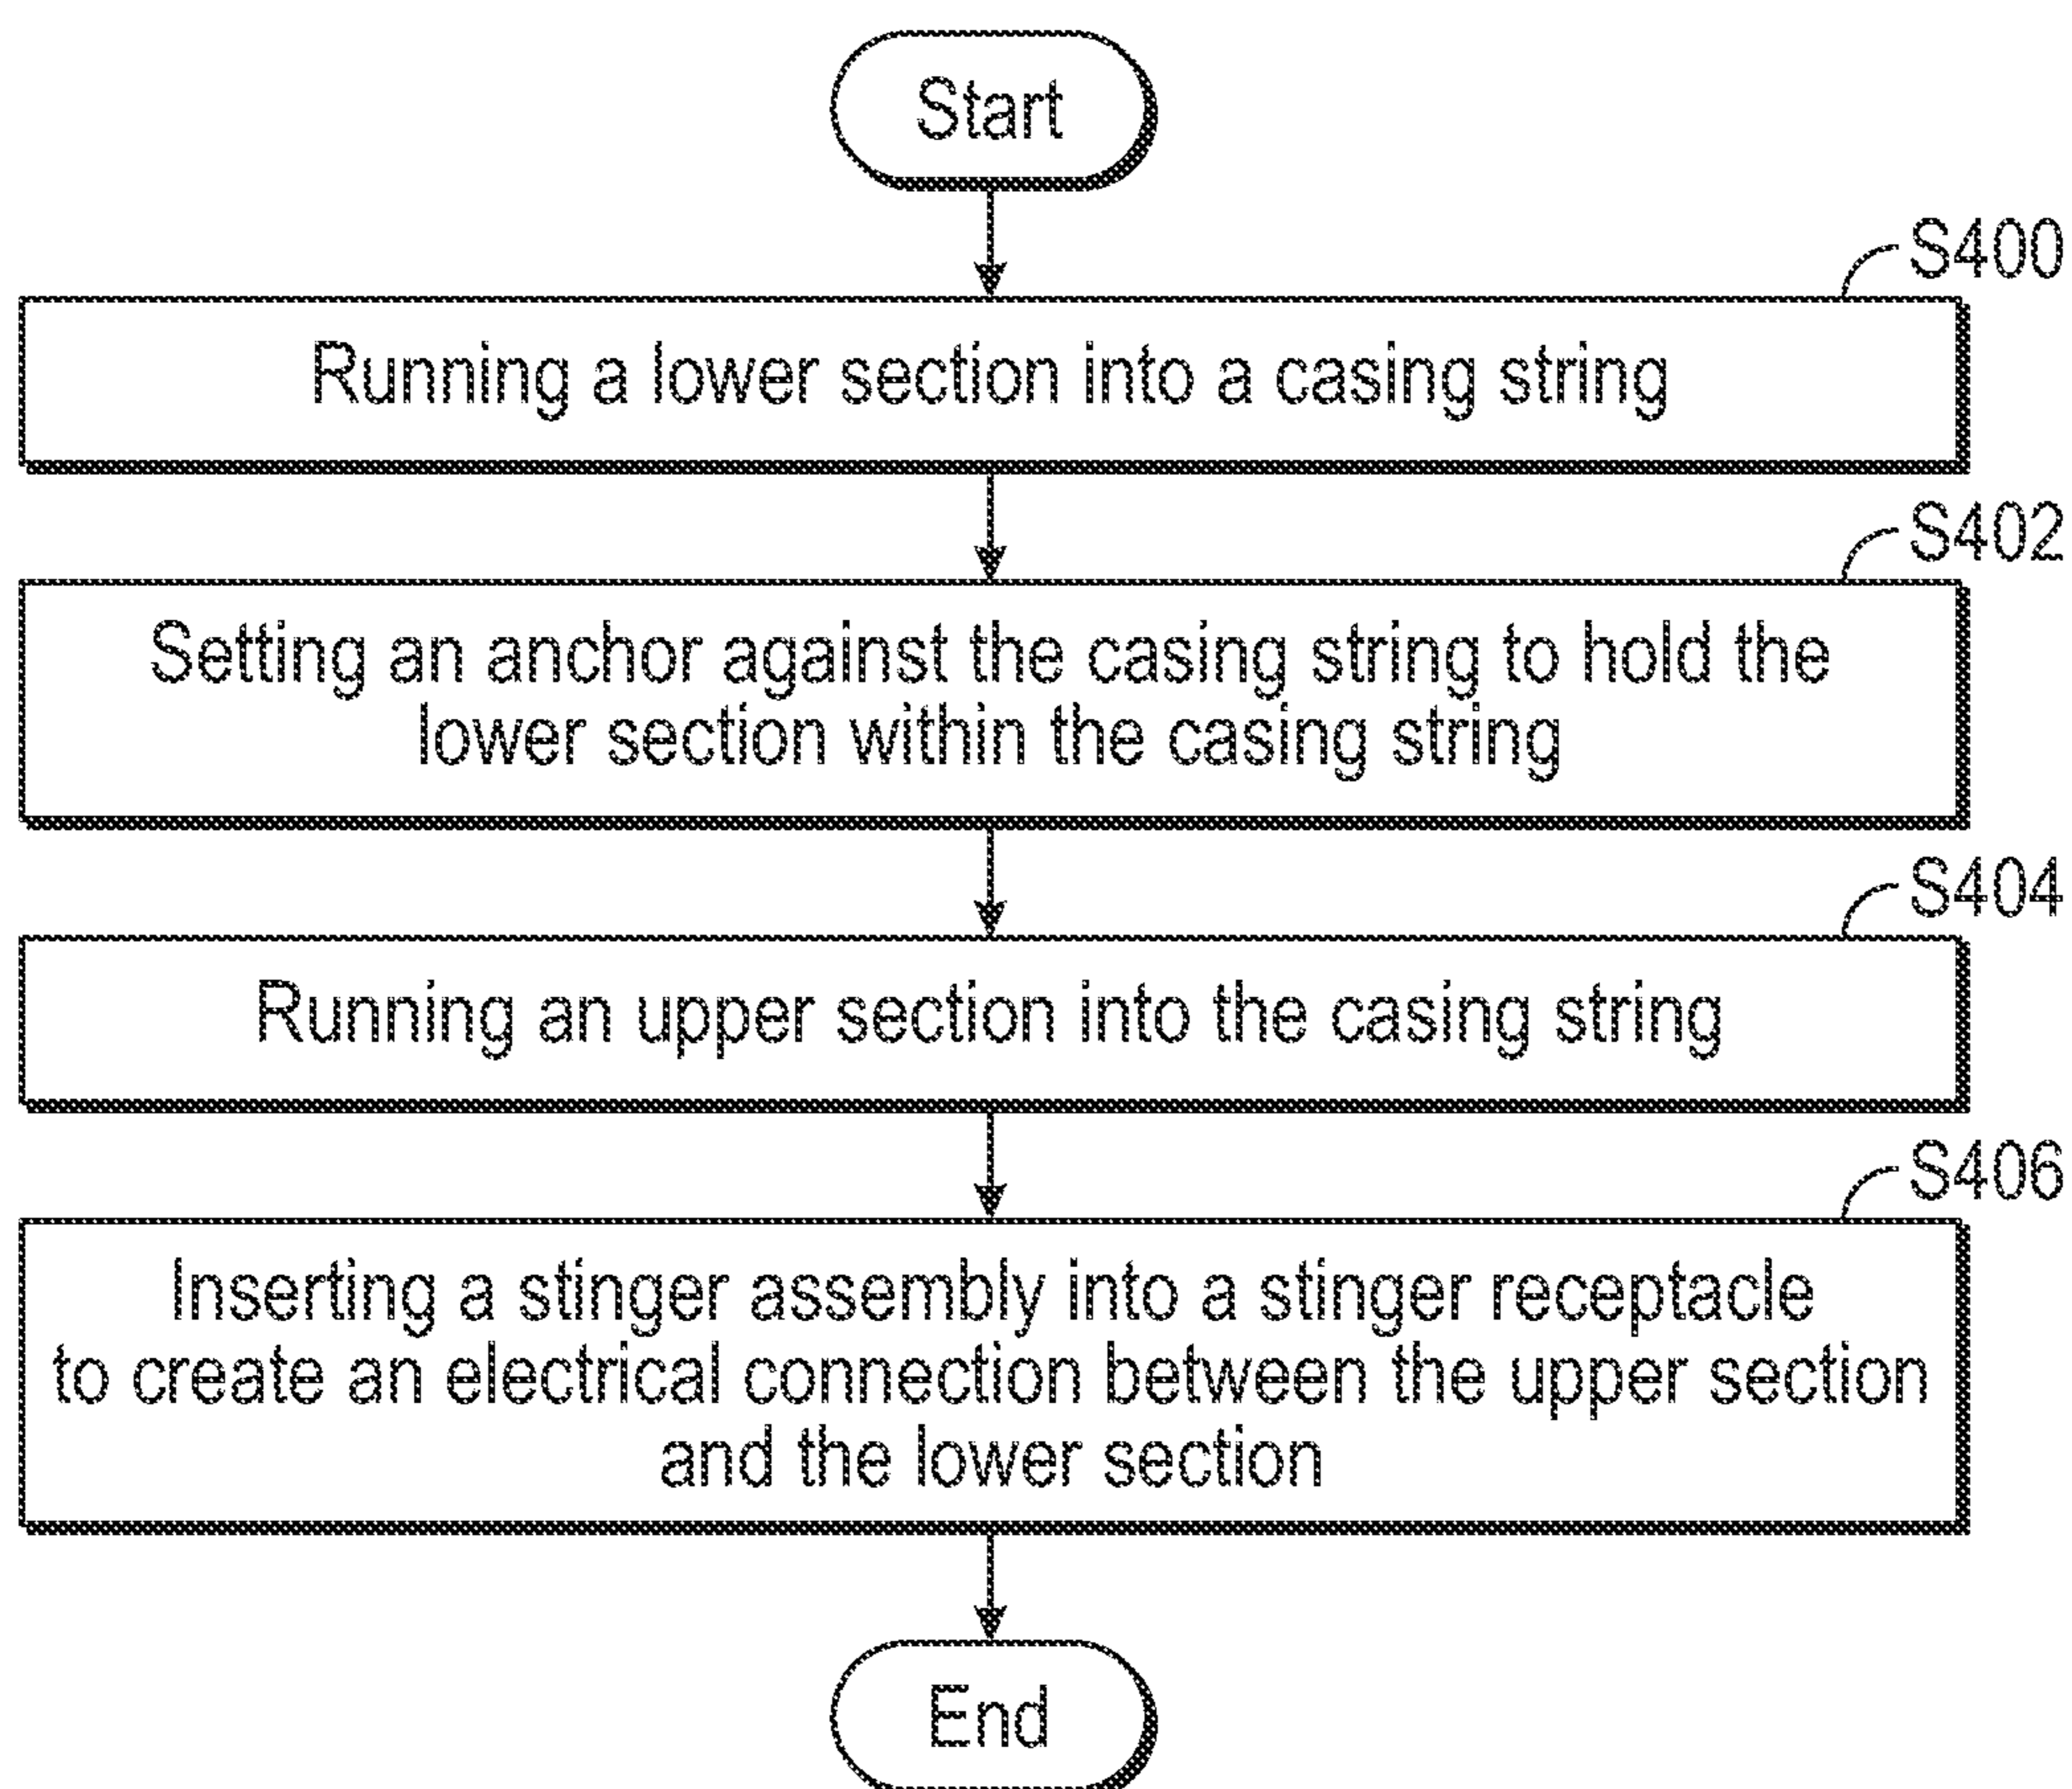 Start
S400
Running a lower section into a casing string
S402
Setting an anchor against the casing string to hold the
lower section within the casing string
S404
Running an upper section into the casing string
S406
Inserting a stinger assembly into a stinger receptacle
to create an electrical connection between the upper section
and the lower section
End